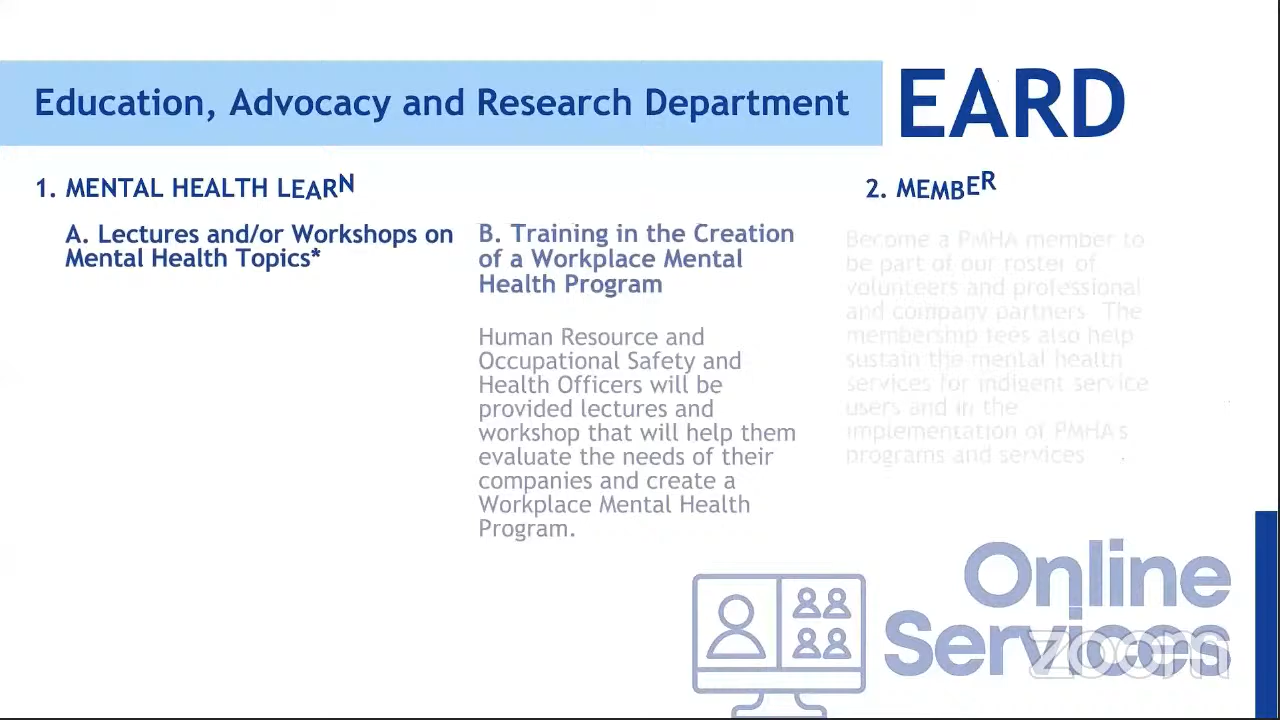 Education, Advocacy and Research Department
EARD
1. MENTAL HEALTH LEARN
A. Lectures and/or Workshops on
Mental Health Topics*
B. Training in the Creation
of a Workplace Mental
Health Program
Human Resource and
Occupational Safety and
Health Officers will be
provided lectures and
workshop that will help them
evaluate the needs of their
companies and create a
Workplace Mental Health
Program.
2. MEMBER
Become a PMHA member to
be part of our roster of
volunteers and professional
and company partners. The
membership fees also help
sustain the mental health
services for indigent service
users and in the
implementation of PMHA's
programs and services
Online
Services
zoom